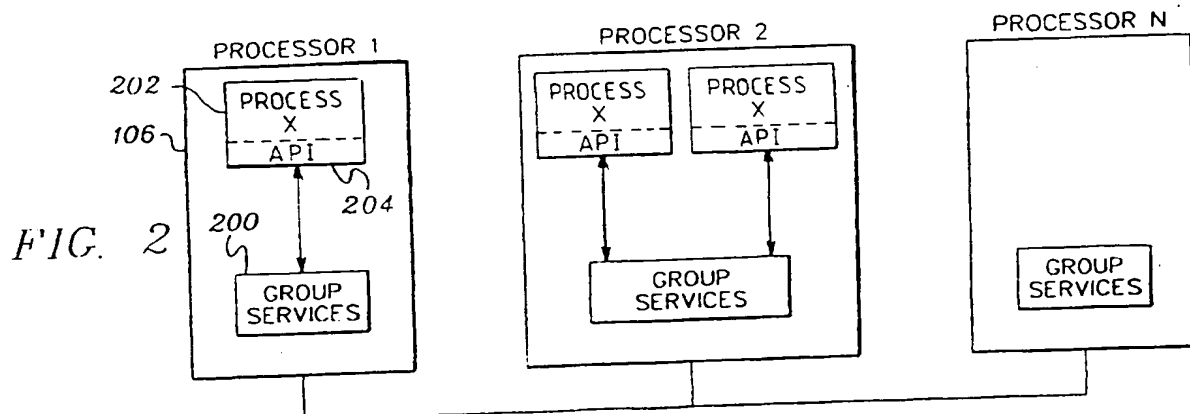 PROCESSOR 1
PROCESSOR 2
PROCESSOR N
202
106
PROCESS
X
API
204
200
GROUP
SERVICES
PROCESS
X
API
PROCESS
X
API
GROUP
SERVICES
GROUP
SERVICES
FIG. 2